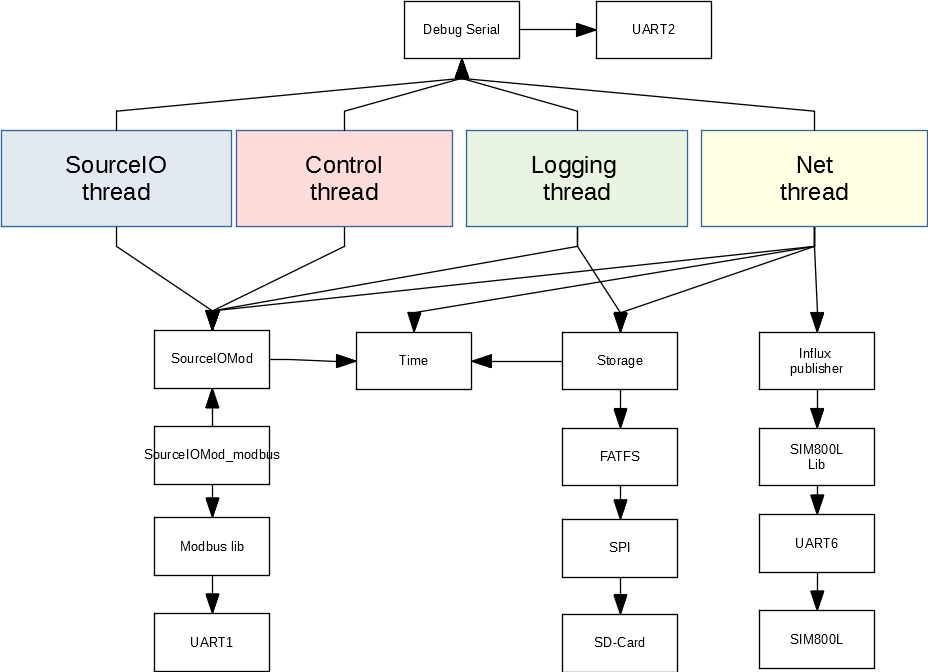 Debug Serial
UART2
SourceIO
thread
Control
thread
Logging
thread
Net
thread
SourceIOMod
Time
Storage
Influx
publisher
SourceIOMod_modbus
FATFS
SIM800L
Lib
Modbus lib
SPI
UART6
UART1
SD-Card
SIM800L